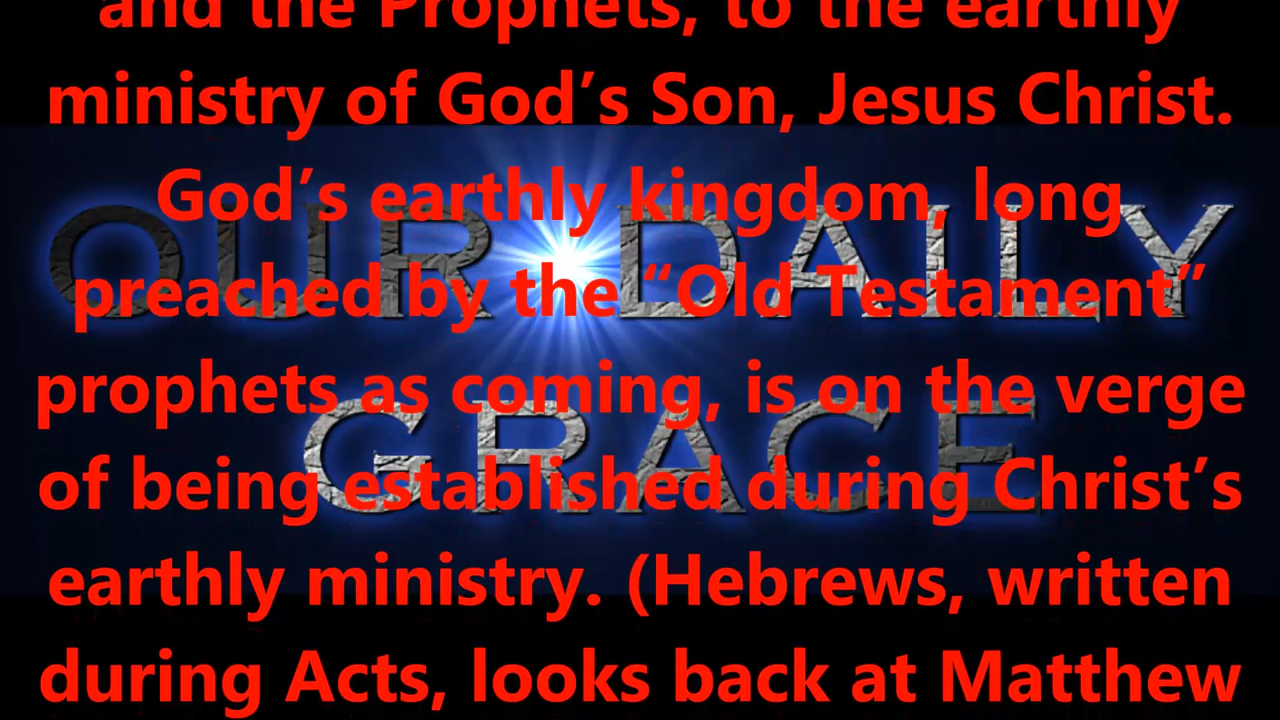 and the Prophets, to the earthly
ministry of God’s Son, Jesus Christ.
God’s earthly kingdom, long
preached by the “Old Testament”
prophets as coming, is on the verge
of being established during Christ’s
earthly ministry. (Hebrews, written
during Acts, looks back at Matthew
OUR DAILY
GRACE